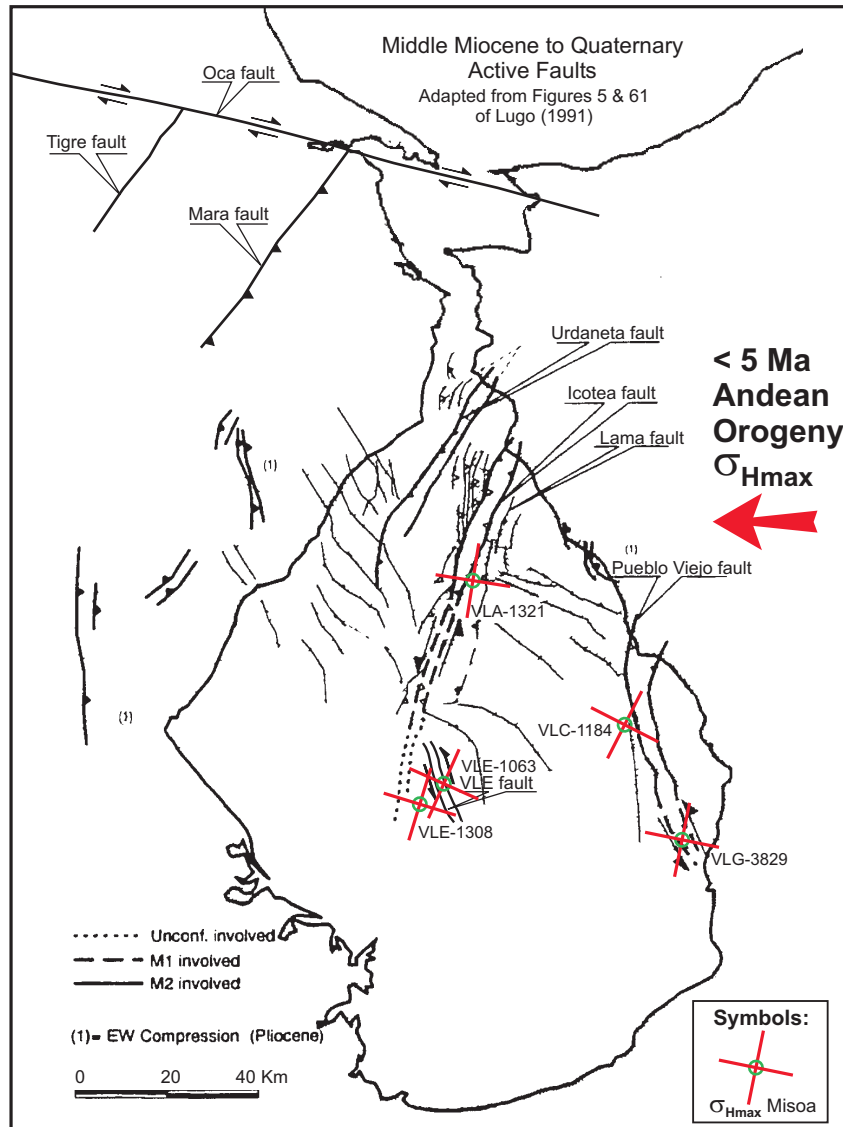 Middle Miocene to Quaternary
Active Faults
Adapted from Figures 5 & 61
of Lugo (1991)
Oca fault
Tigre fault
Mara fault
Urdaneta fault
Icotea fault
Lama fault
< 5 Ma
Andean
Orogeny
σHmax
(1)
(1)
Pueblo Viejo fault
VLA-1321
VLC-1184
VLE-1063
VLE fault
VLE-1308
VLG-3829
Unconf. involved
M1 involved
M2 involved
(1)= EW Compression (Pliocene)
0 20 40 Km
Symbols:
σHmax Misoa